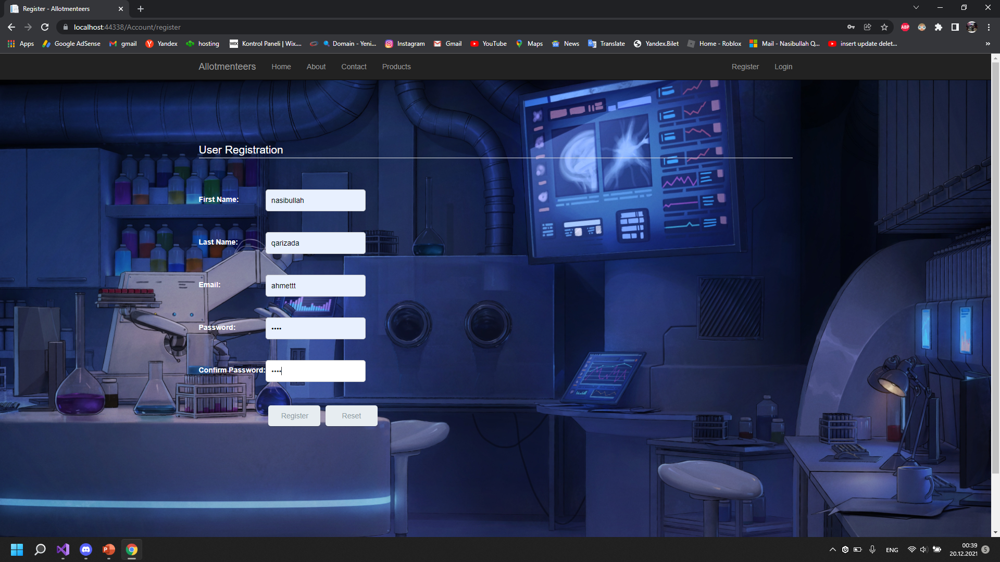 Register - Allotmenteers
localhost:44338/Account/register
ABP
Apps Google AdSense gmail Yandex hosting WIX Kontrol Paneli | Wix.... Domain - Yeni... Instagram Gmail YouTube Maps News Translate Yandex.Bilet Home - Roblox Mail - Nasibullah Q... insert update delet... »
Allotmenteers Home About Contact Products Register Login
User Registration
First Name: nasibullah
Last Name: qarizada
Email: ahmettt
Password: ••••
Confirm Password: ••••
Register Reset
ENG
00:39
20.12.2021
5